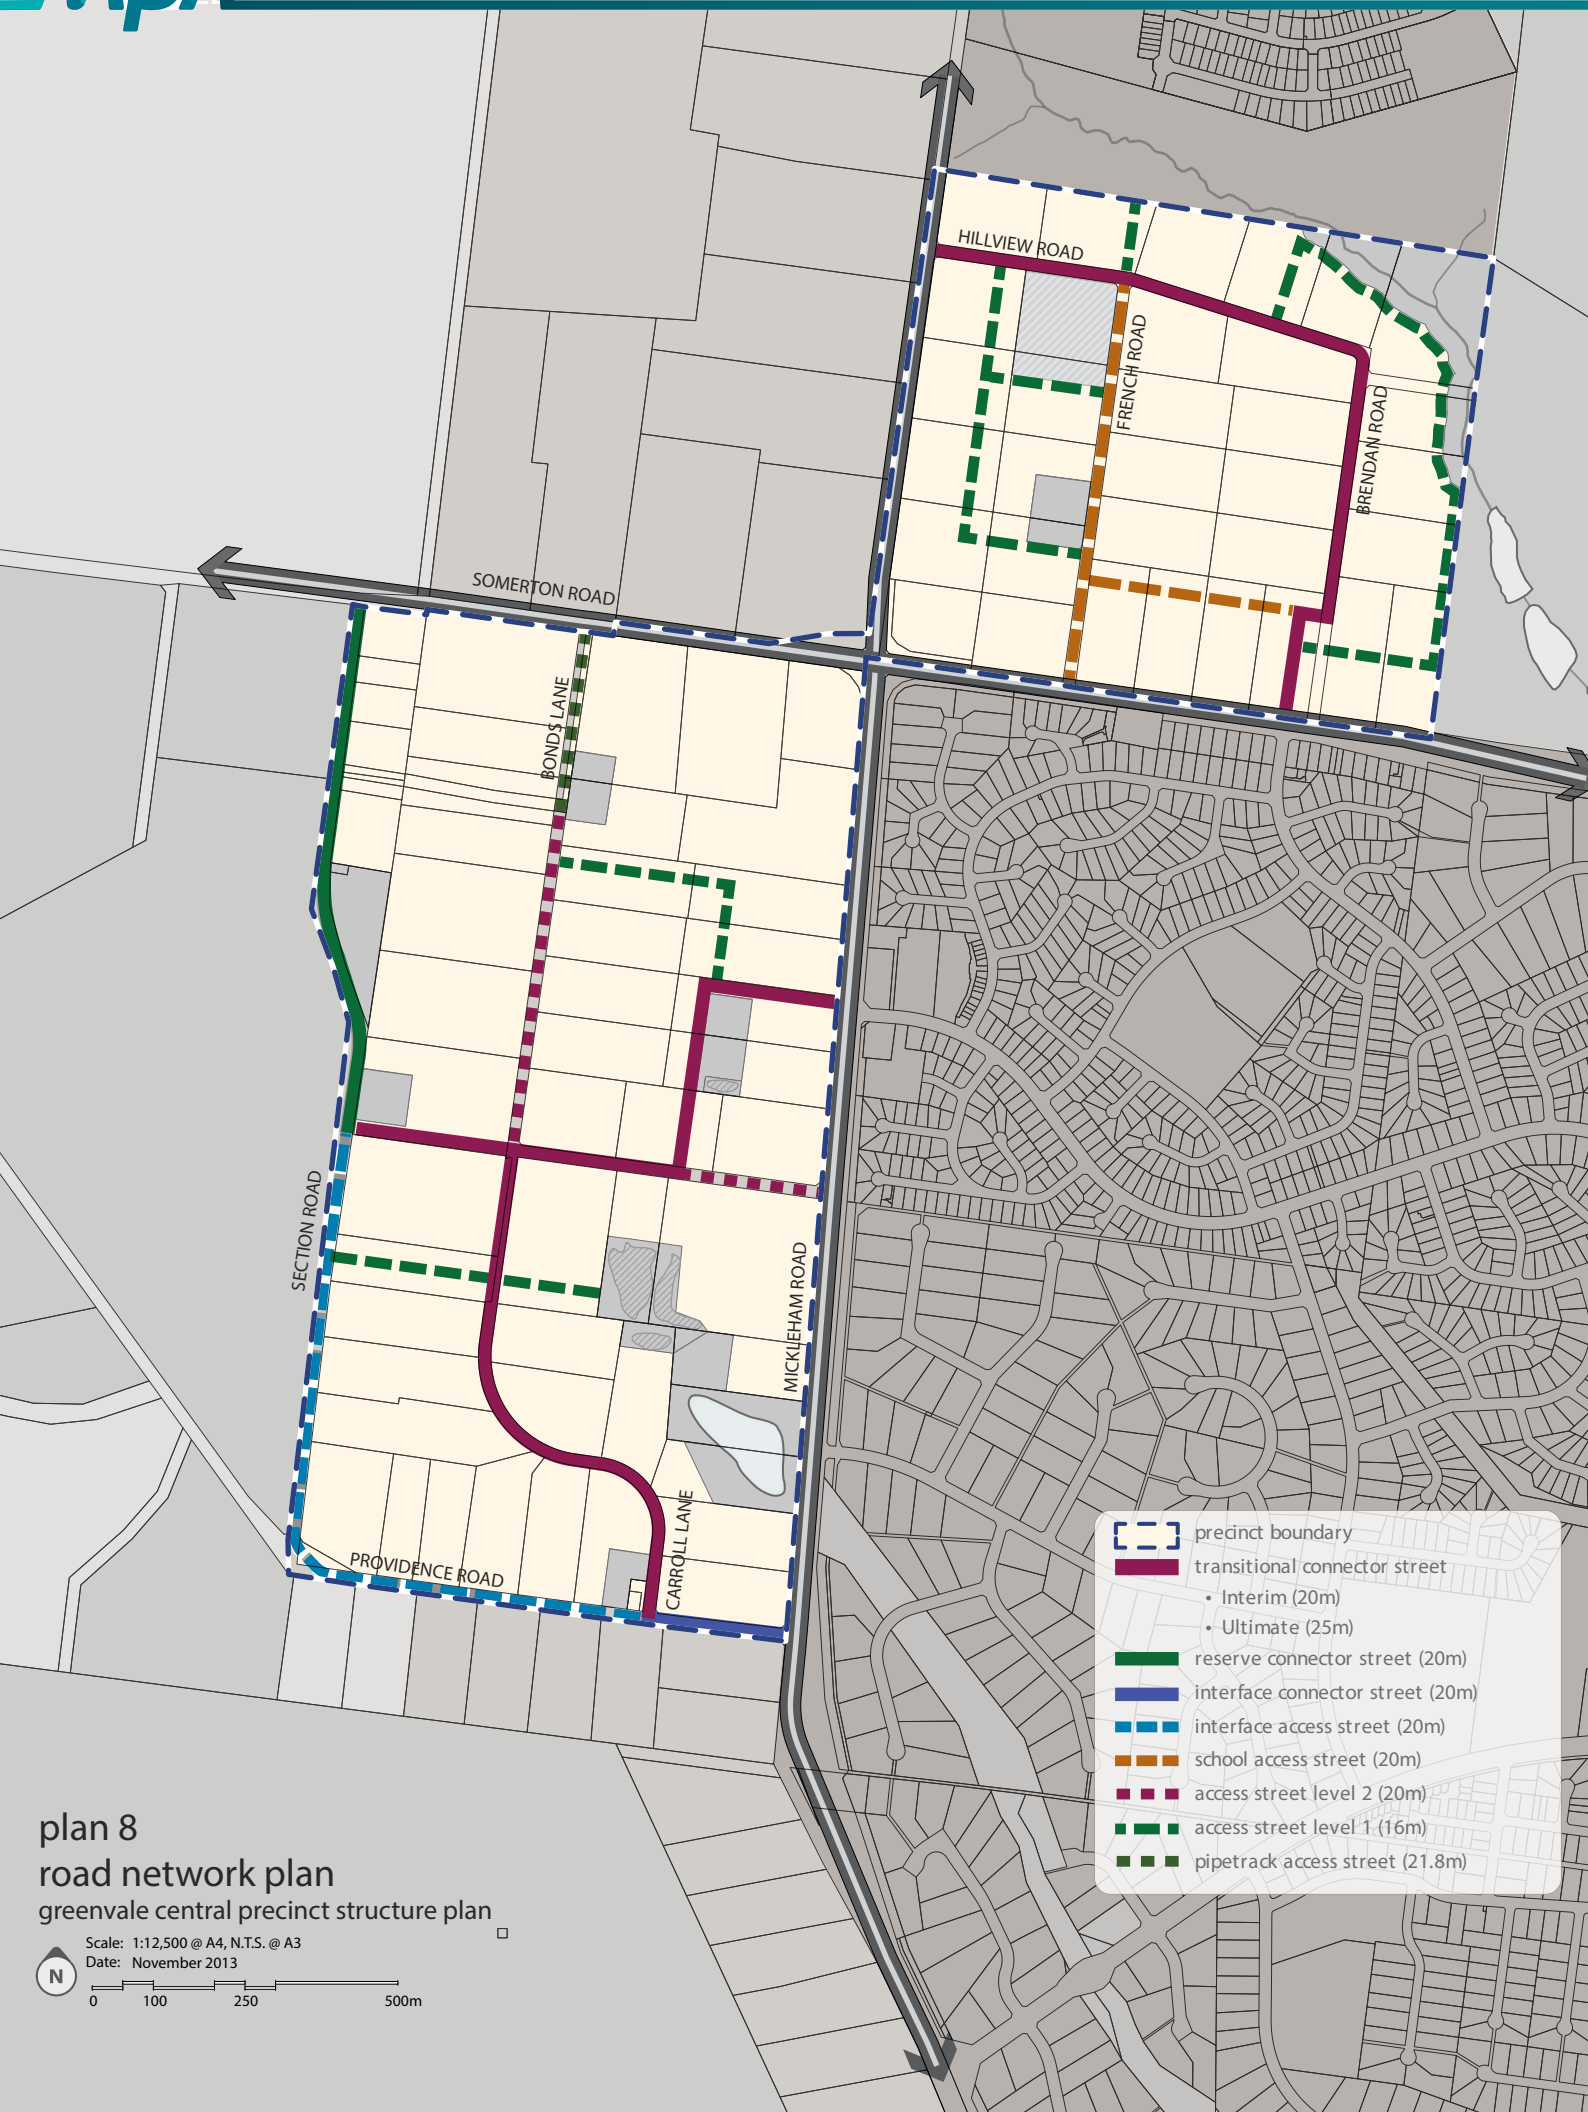 HILLVIEW ROAD
FRENCH ROAD
BRENDAN ROAD
SOMERTON ROAD
BONDS LANE
SECTION ROAD
MICKLEHAM ROAD
CARROLL LANE
PROVIDENCE ROAD
precinct boundary
transitional connector street
• Interim (20m)
• Ultimate (25m)
reserve connector street (20m)
interface connector street (20m)
interface access street (20m)
school access street (20m)
access street level 2 (20m)
access street level 1 (16m)
pipetrack access street (21.8m)
plan 8
road network plan
greenvale central precinct structure plan
Scale: 1:12,500 @ A4, N.T.S. @ A3
Date: November 2013
N
0 100 250 500m